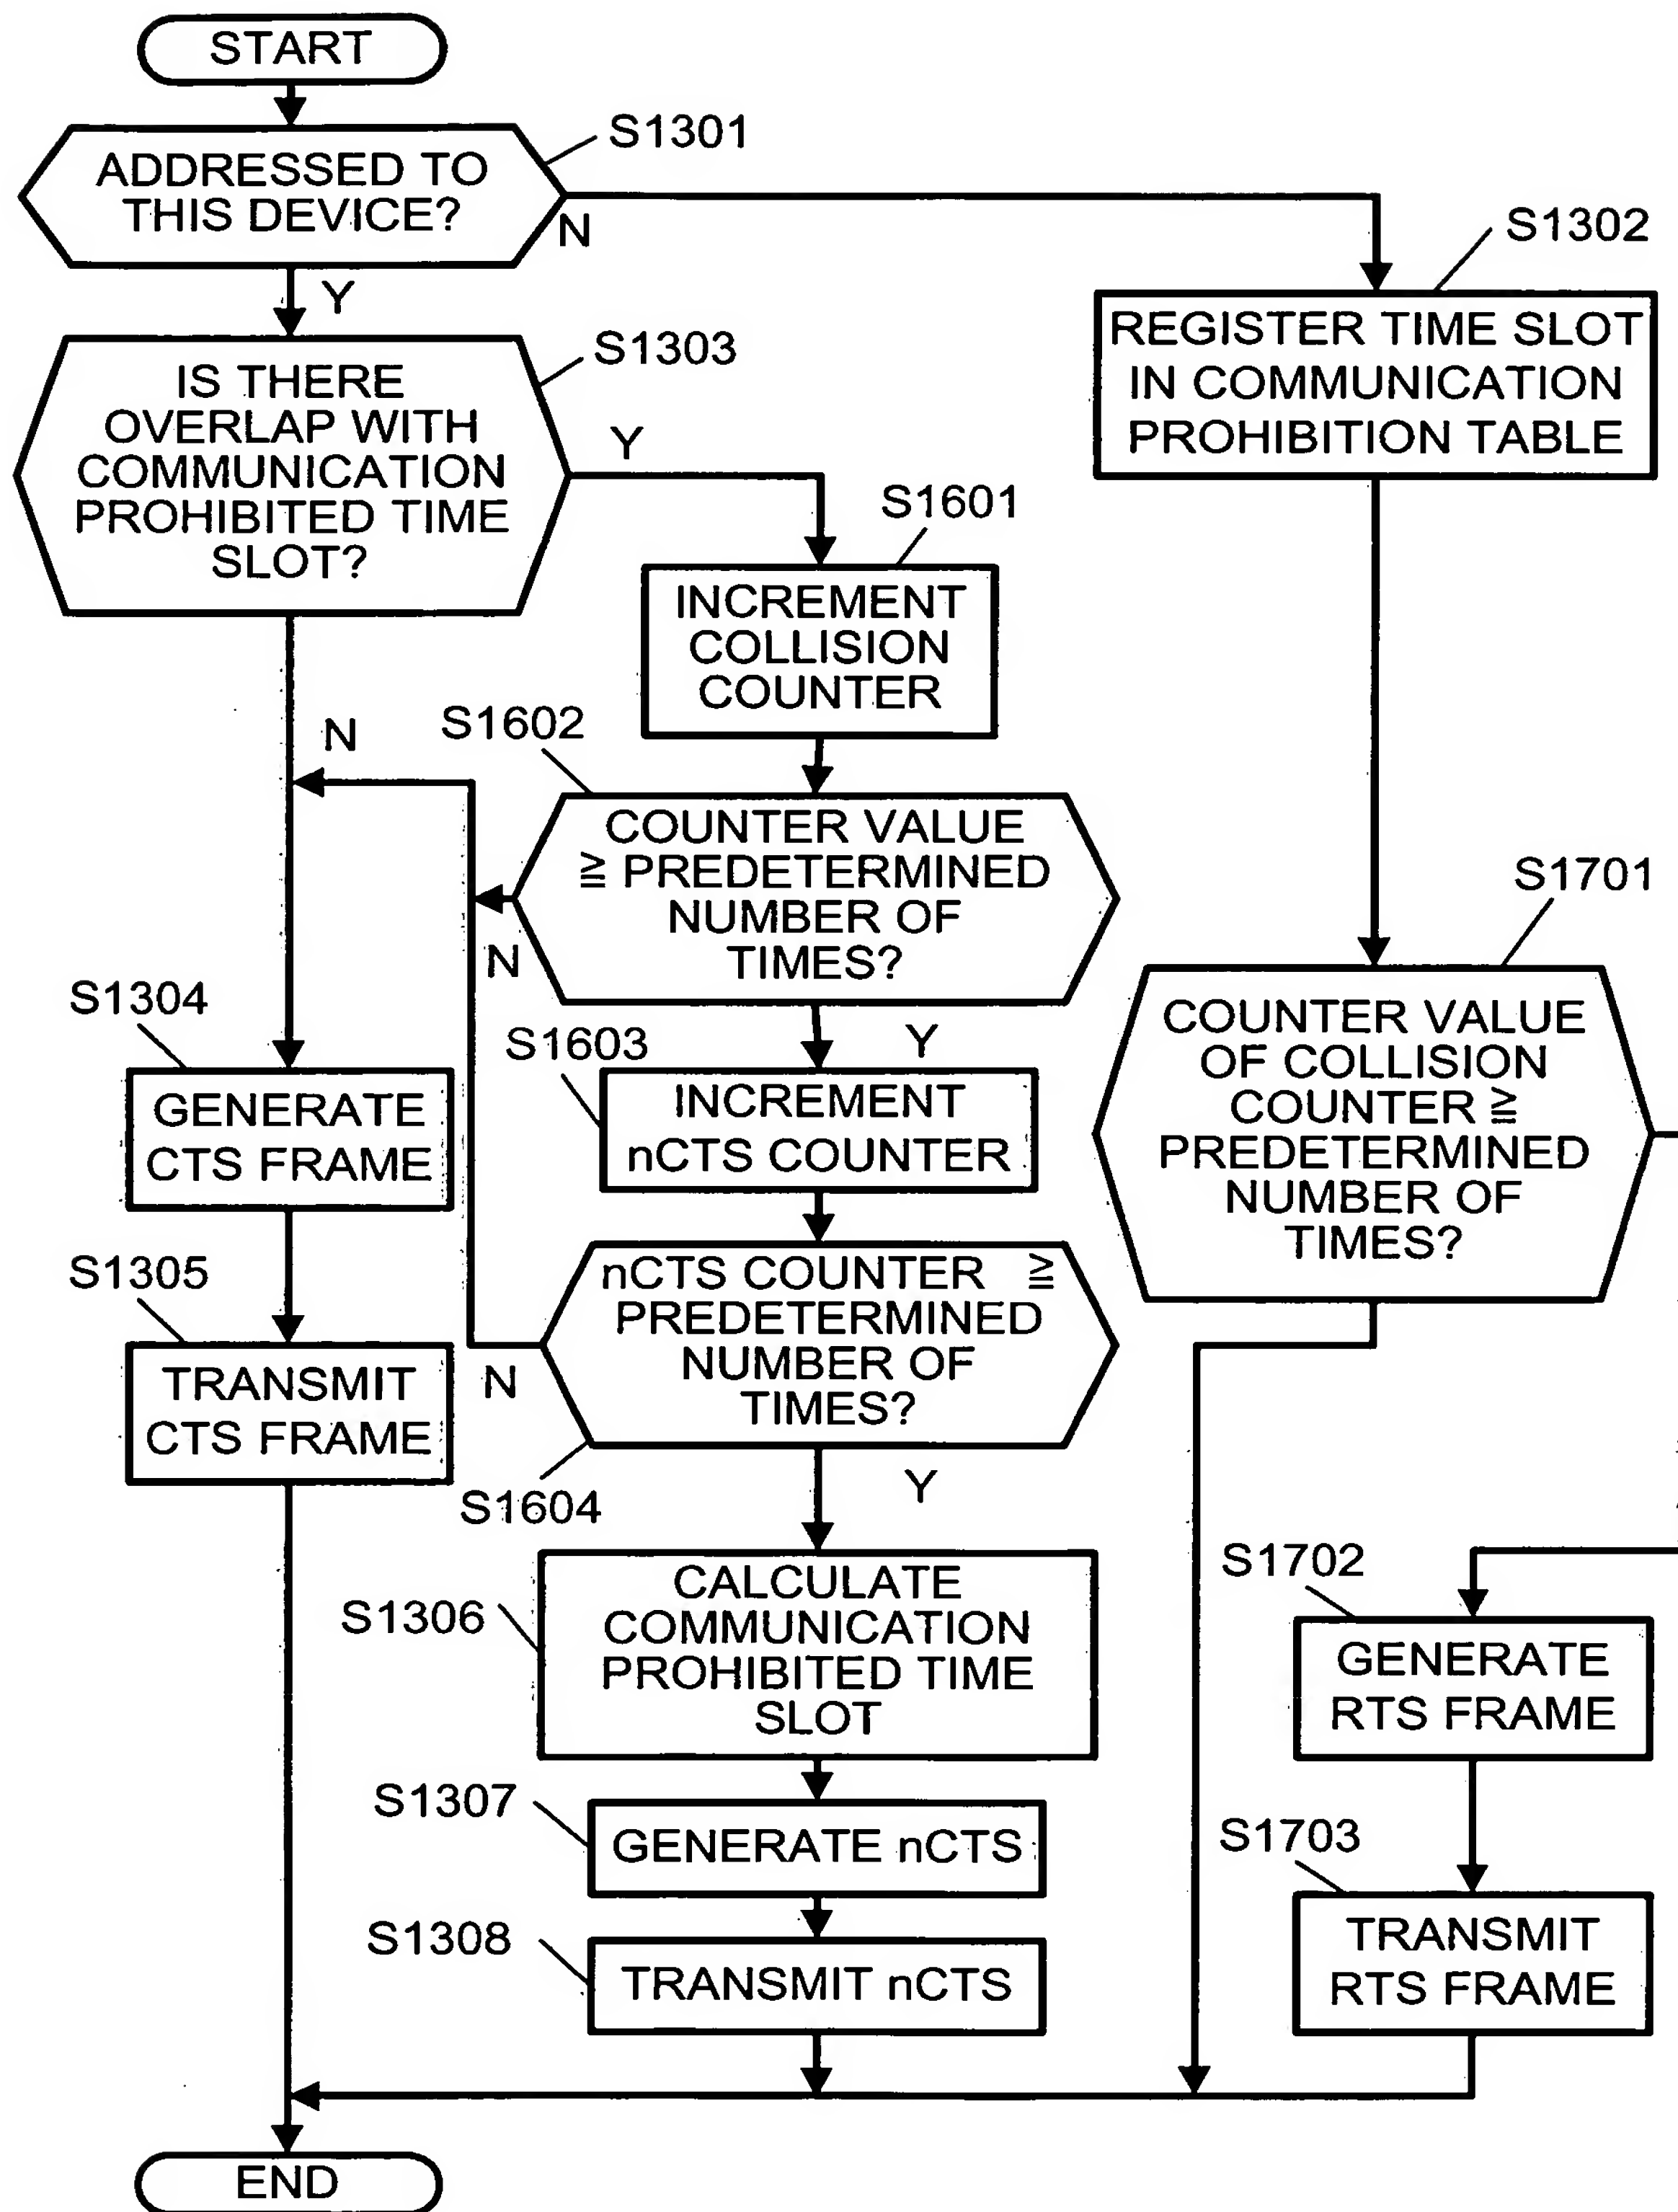 START
S1301
ADDRESSED TO
THIS DEVICE?
N
Y
S1302
REGISTER TIME SLOT
IN COMMUNICATION
PROHIBITION TABLE
S1303
IS THERE
OVERLAP WITH
COMMUNICATION
PROHIBITED TIME
SLOT?
Y
N
S1601
INCREMENT
COLLISION
COUNTER
S1602
COUNTER VALUE
≧ PREDETERMINED
NUMBER OF
TIMES?
N
Y
S1701
COUNTER VALUE
OF COLLISION
COUNTER ≧
PREDETERMINED
NUMBER OF
TIMES?
S1304
GENERATE
CTS FRAME
S1603
INCREMENT
nCTS COUNTER
S1305
TRANSMIT
CTS FRAME
nCTS COUNTER ≧
PREDETERMINED
NUMBER OF
TIMES?
N
Y
S1604
S1306
CALCULATE
COMMUNICATION
PROHIBITED TIME
SLOT
S1702
GENERATE
RTS FRAME
S1307
GENERATE nCTS
S1703
TRANSMIT
RTS FRAME
S1308
TRANSMIT nCTS
END